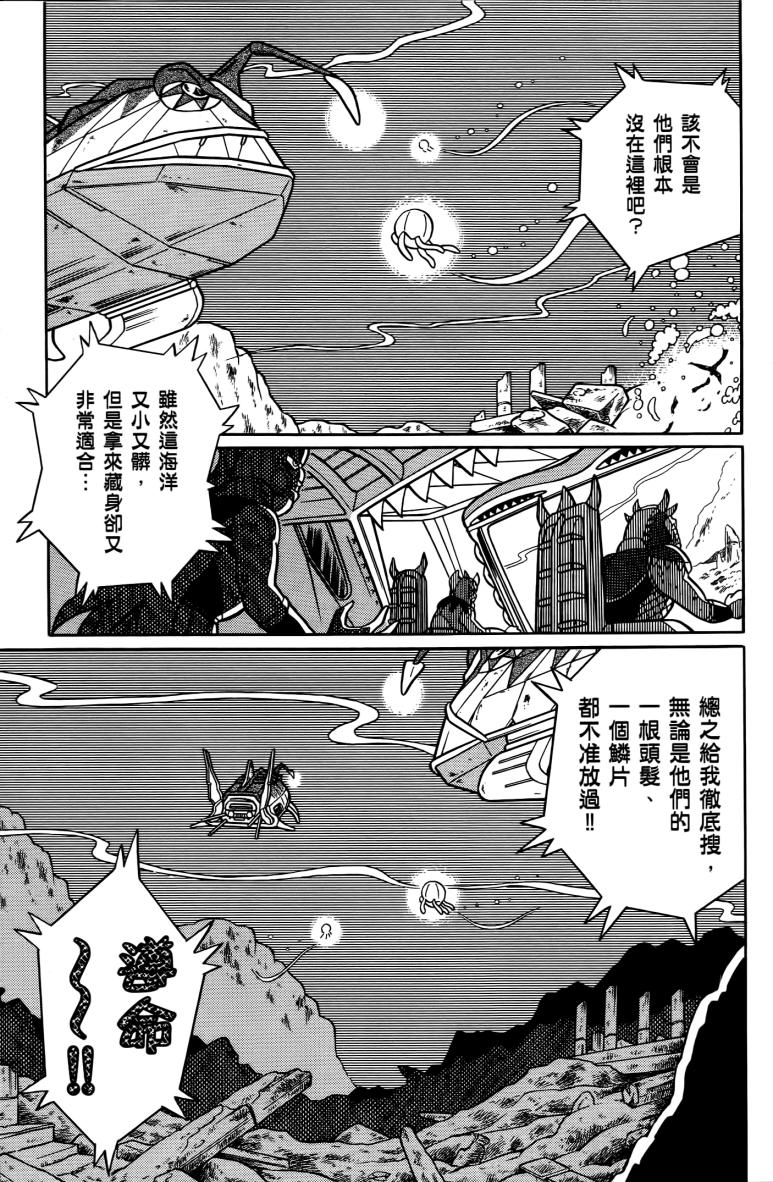 該不會是
他們根本
沒在這裡吧？
雖然這海洋
又小又髒，
但是拿來藏身卻又
非常適合…
總之給我徹底搜，
無論是他們的
一根頭髮、
一個鱗片
都不准放過!!
遵命
～!!